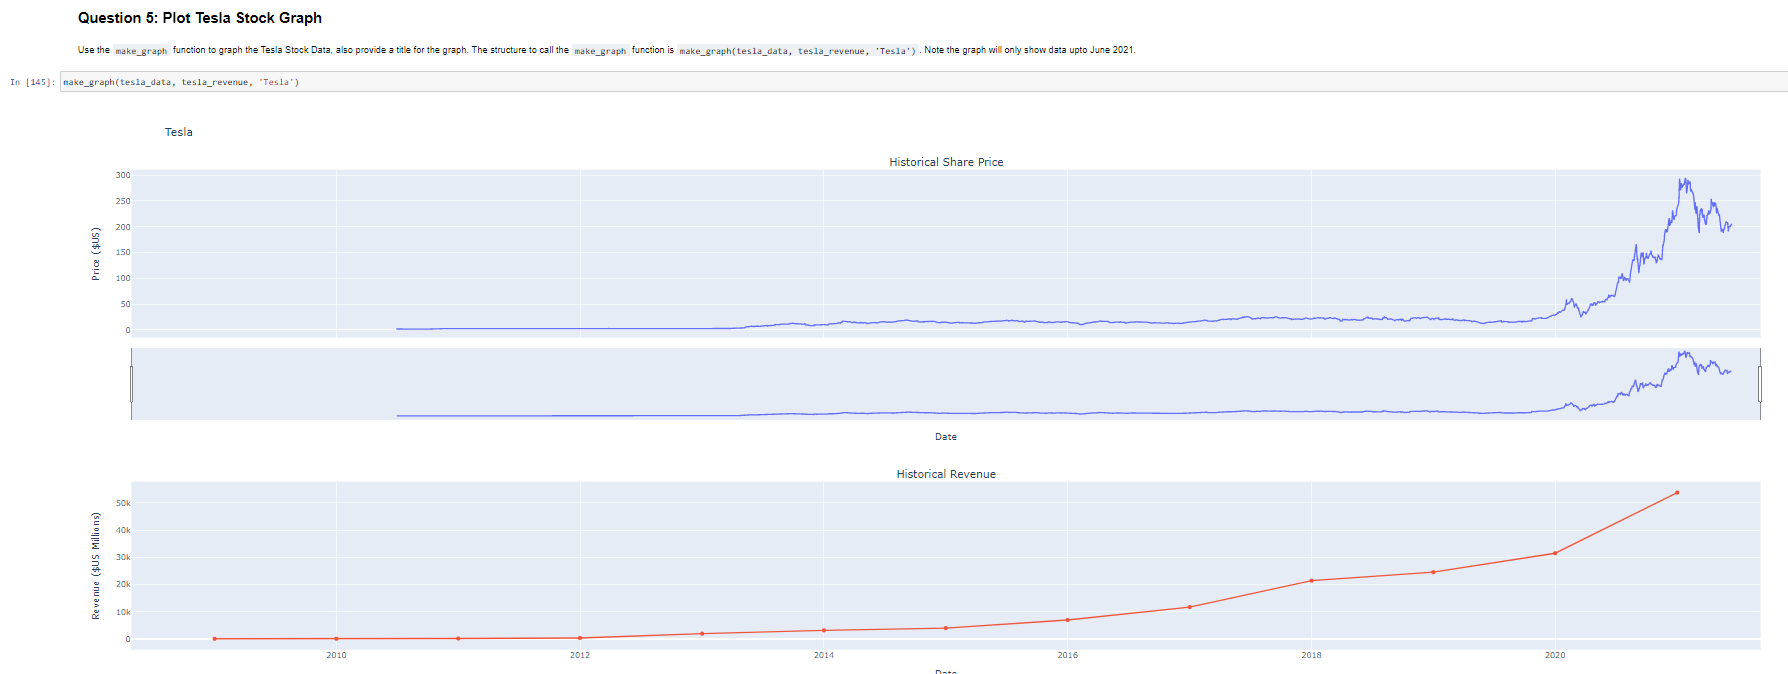 Question 5: Plot Tesla Stock Graph
Use the make_graph function to graph the Tesla Stock Data, also provide a title for the graph. The structure to call the make_graph function is make_graph(tesla_data, tesla_revenue, 'Tesla') . Note the graph will only show data upto June 2021.
In [145]: make_graph(tesla_data, tesla_revenue, 'Tesla')
Tesla
Historical Share Price
Price ($US)
300
250
200
150
100
50
0
Date
Historical Revenue
Revenue ($US Millions)
50k
40k
30k
20k
10k
0
2010 2012 2014 2016 2018 2020
Date